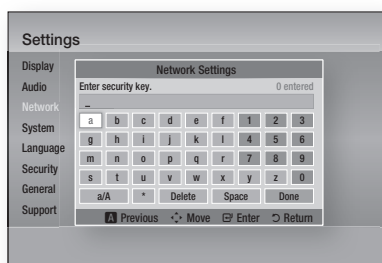 Settings
Display
Audio
Network
System
Language
Security
General
Support
Network Settings
Enter security key. 0 entered
_
a b c d e f 1 2 3
g h i j k l 4 5 6
m n o p q r 7 8 9
s t u v w x y z 0
a/A * Delete Space Done
A Previous Move Enter Return